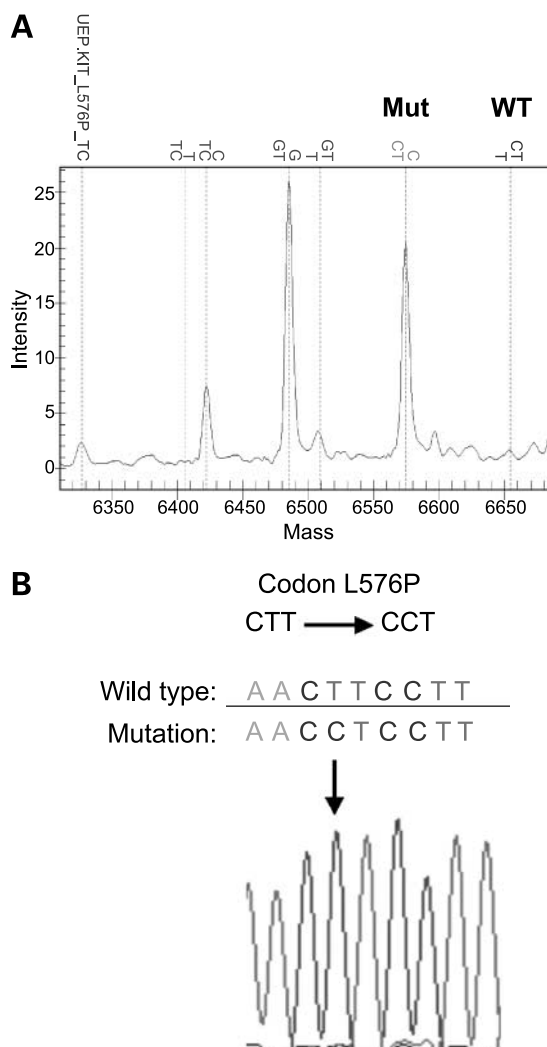 A
UEP.KIT_L576P_TC
Mut
WT
TC
T
TC
C
GT
G
GT
T
CT
C
CT
T
25
20
15
10
5
0
Intensity
6350
6400
6450
6500
6550
6600
6650
Mass
B
Codon L576P
CTT CCT
Wild type: A A C T T C C T T
Mutation: A A C C T C C T T